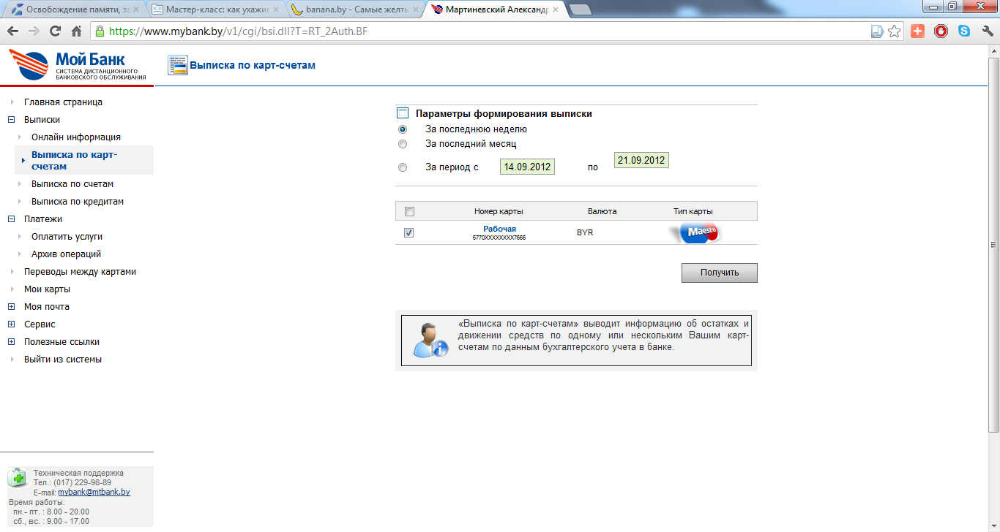 Освобождение памяти, за
Мастер-класс: как ухажив
banana.by - Самые желть
Мартиневский Александр
https://www.mybank.by/v1/cgi/bsi.dll?T=RT_2Auth.BF
Мой Банк
СИСТЕМА ДИСТАНЦИОННОГО
БАНКОВСКОГО ОБСЛУЖИВАНИЯ
Выписка по карт-счетам
Главная страница
Выписки
Онлайн информация
Выписка по карт-
счетам
Выписка по счетам
Выписка по кредитам
Платежи
Оплатить услуги
Архив операций
Переводы между картами
Мои карты
Моя почта
Сервис
Полезные ссылки
Выйти из системы
Техническая поддержка
Тел.: (017) 229-98-89
E-mail: mybank@mtbank.by
Время работы:
пн.- пт. : 8.00 - 20.00
сб., вс. : 9.00 - 17.00
Параметры формирования выписки
За последнюю неделю
За последний месяц
За период с 14.09.2012 по 21.09.2012
Номер карты Валюта Тип карты
Рабочая
6770XXXXXXXXX7666
BYR
Maestro
Получить
«Выписка по карт-счетам» выводит информацию об остатках и
движении средств по одному или нескольким Вашим карт-
счетам по данным бухгалтерского учета в банке.